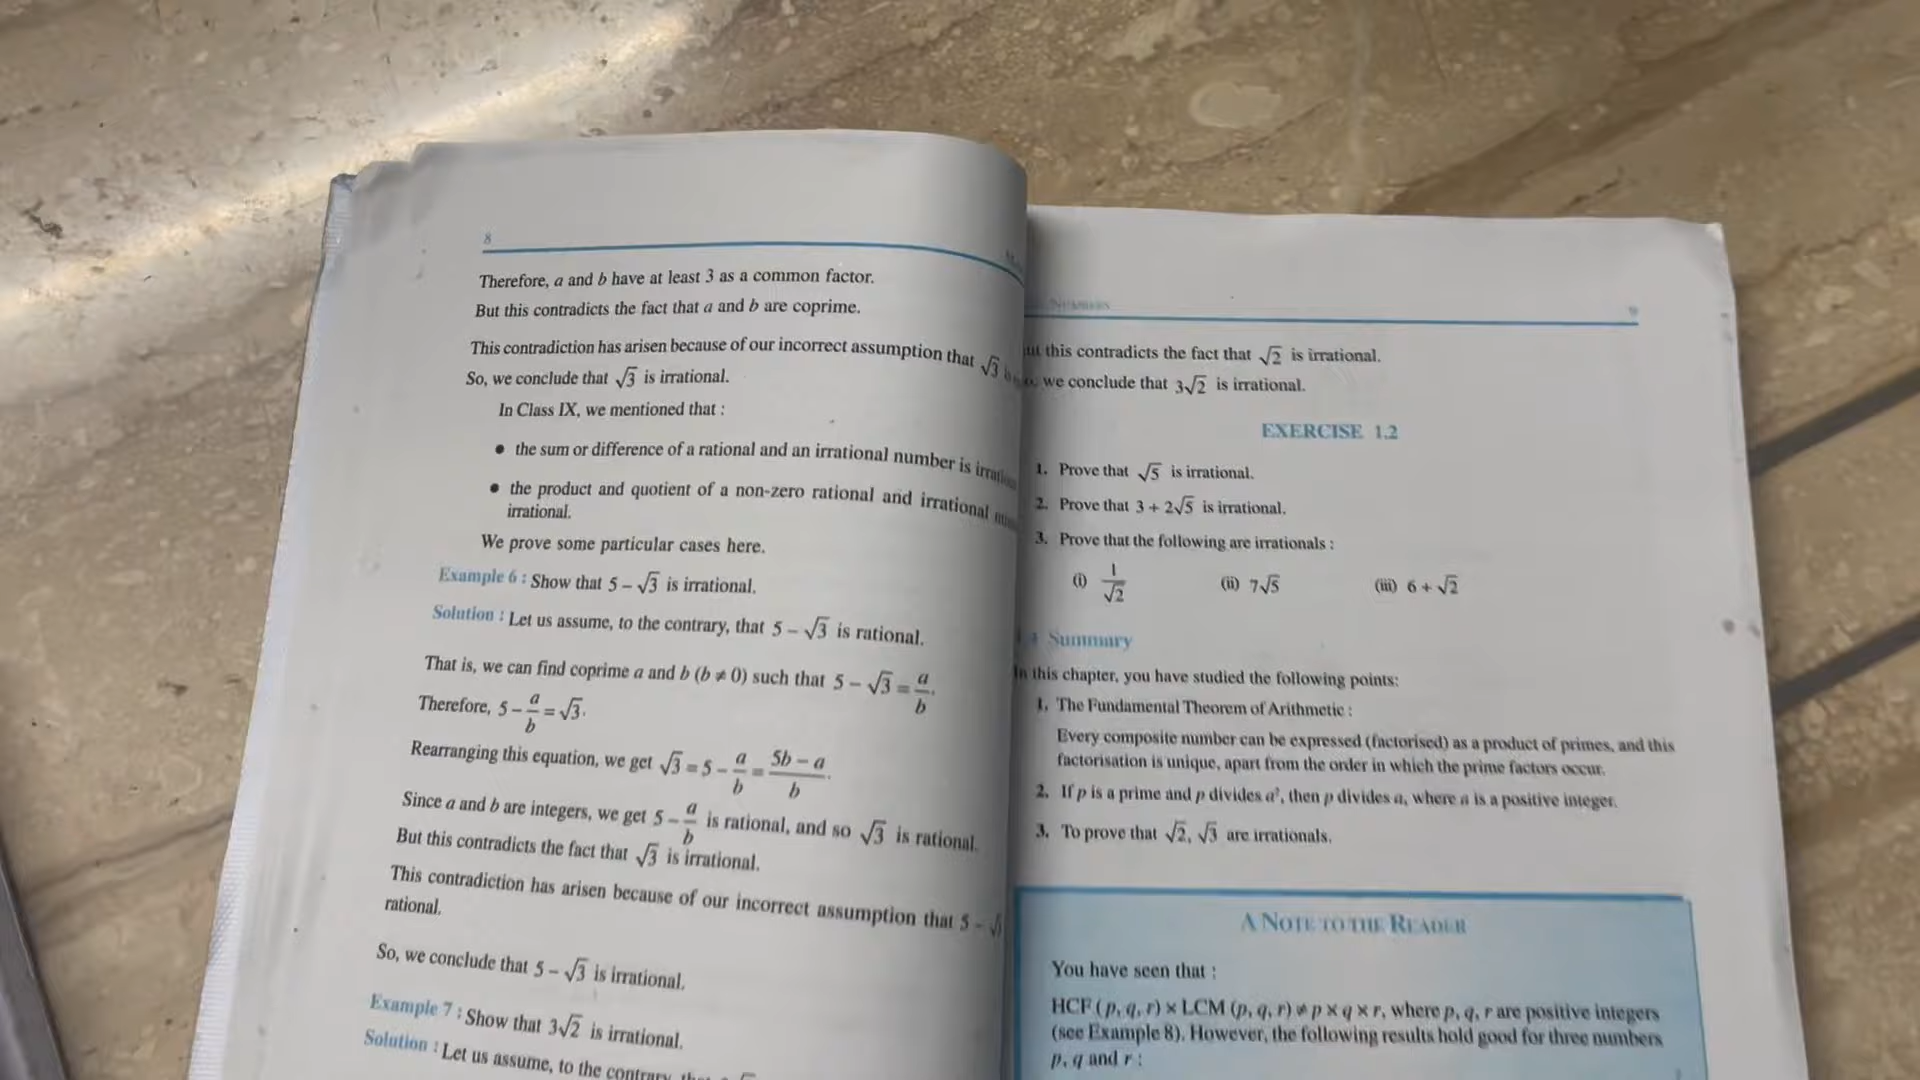 8
Therefore, a and b have at least 3 as a common factor.
But this contradicts the fact that a and b are coprime.
This contradiction has arisen because of our incorrect assumption that √3
So, we conclude that √3 is irrational.
In Class IX, we mentioned that :
• the sum or difference of a rational and an irrational number is
• the product and quotient of a non-zero rational and irrational
irrational.
We prove some particular cases here.
Example 6 : Show that 5 – √3 is irrational.
Solution : Let us assume, to the contrary, that 5 – √3 is rational.
That is, we can find coprime a and b (b ≠ 0) such that 5 – √3 = a/b.
Therefore, 5 – a/b = √3.
Rearranging this equation, we get √3 = 5 – a/b = (5b – a)/b.
Since a and b are integers, we get 5 – a/b is rational, and so √3 is rational.
But this contradicts the fact that √3 is irrational.
This contradiction has arisen because of our incorrect assumption that 5 – √
rational.
So, we conclude that 5 – √3 is irrational.
Example 7 : Show that 3√2 is irrational.
Solution : Let us assume, to the contrary,
NUMBERS
9
this contradicts the fact that √2 is irrational.
we conclude that 3√2 is irrational.
EXERCISE 1.2
1. Prove that √5 is irrational.
2. Prove that 3 + 2√5 is irrational.
3. Prove that the following are irrationals :
(i) 1/√2 (ii) 7√5 (iii) 6 + √2
Summary
In this chapter, you have studied the following points:
1. The Fundamental Theorem of Arithmetic :
Every composite number can be expressed (factorised) as a product of primes, and this
factorisation is unique, apart from the order in which the prime factors occur.
2. If p is a prime and p divides a², then p divides a, where a is a positive integer.
3. To prove that √2, √3 are irrationals.
A NOTE TO THE READER
You have seen that :
HCF (p, q, r) × LCM (p, q, r) ≠ p × q × r, where p, q, r are positive integers
(see Example 8). However, the following results hold good for three numbers
p, q and r :